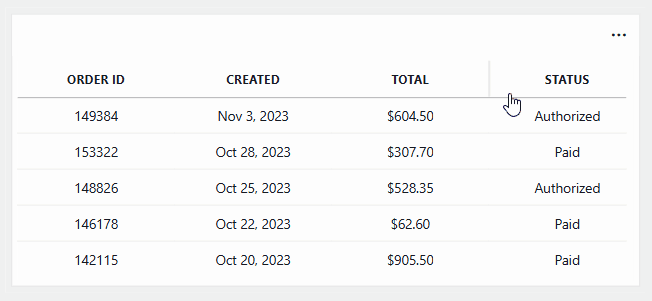 ORDER ID CREATED TOTAL STATUS
149384 Nov 3, 2023 $604.50 Authorized
153322 Oct 28, 2023 $307.70 Paid
148826 Oct 25, 2023 $528.35 Authorized
146178 Oct 22, 2023 $62.60 Paid
142115 Oct 20, 2023 $905.50 Paid